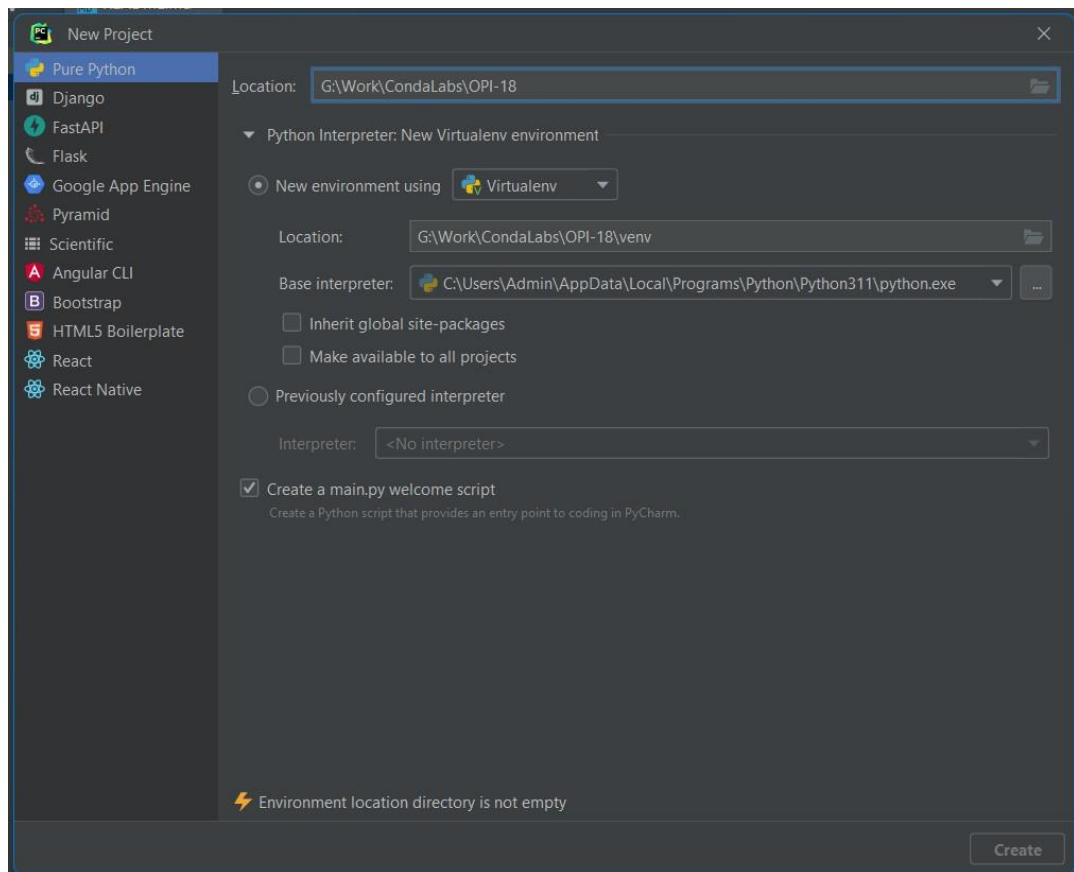 New Project
Pure Python
Django
FastAPI
Flask
Google App Engine
Pyramid
Scientific
Angular CLI
Bootstrap
HTML5 Boilerplate
React
React Native
Location: G:\Work\CondaLabs\OPI-18
Python Interpreter: New Virtualenv environment
New environment using Virtualenv
Location: G:\Work\CondaLabs\OPI-18\venv
Base interpreter: C:\Users\Admin\AppData\Local\Programs\Python\Python311\python.exe ...
Inherit global site-packages
Make available to all projects
Previously configured interpreter
Interpreter: <No interpreter>
Create a main.py welcome script
Create a Python script that provides an entry point to coding in PyCharm.
Environment location directory is not empty
Create